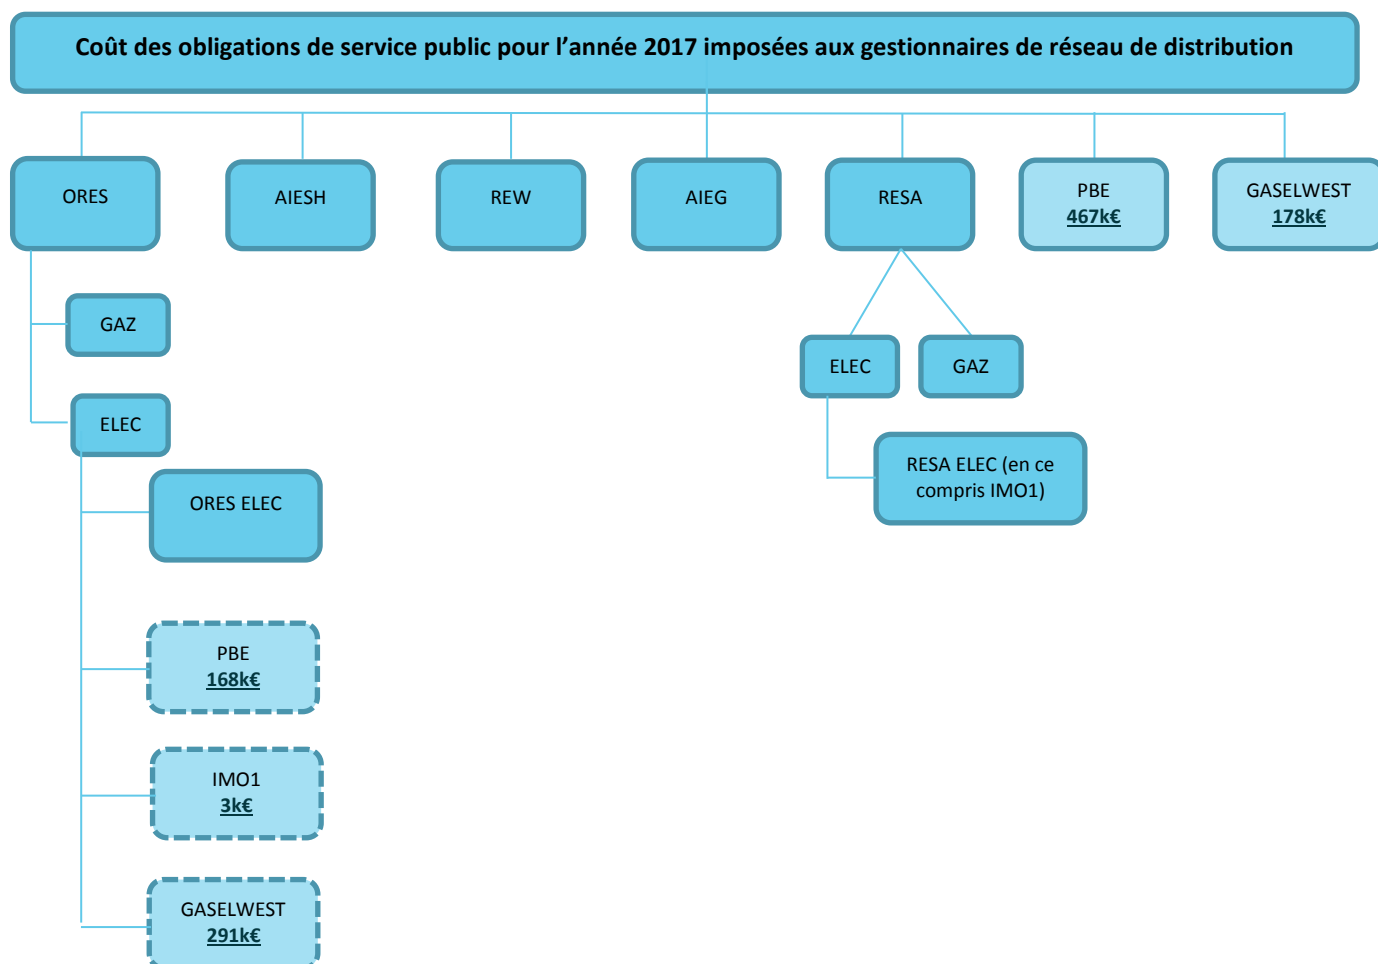 Coût des obligations de service public pour l’année 2017 imposées aux gestionnaires de réseau de distribution
ORES
AIESH
REW
AIEG
RESA
PBE
467k€
GASELWEST
178k€
GAZ
ELEC
ELEC
GAZ
RESA ELEC (en ce
compris IMO1)
ORES ELEC
PBE
168k€
IMO1
3k€
GASELWEST
291k€